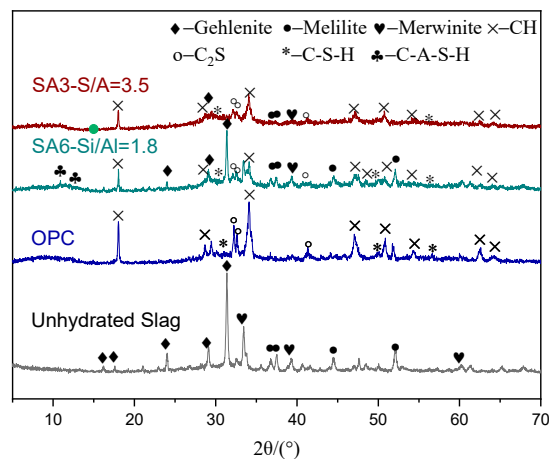 ♦–Gehlenite ●–Melilite ♥–Merwinite ×–CH
o–C₂S *–C-S-H ♣–C-A-S-H
SA3-S/A=3.5
SA6-Si/Al=1.8
OPC
Unhydrated Slag
5 10 20 30 40 50 60 70
2θ/(°)